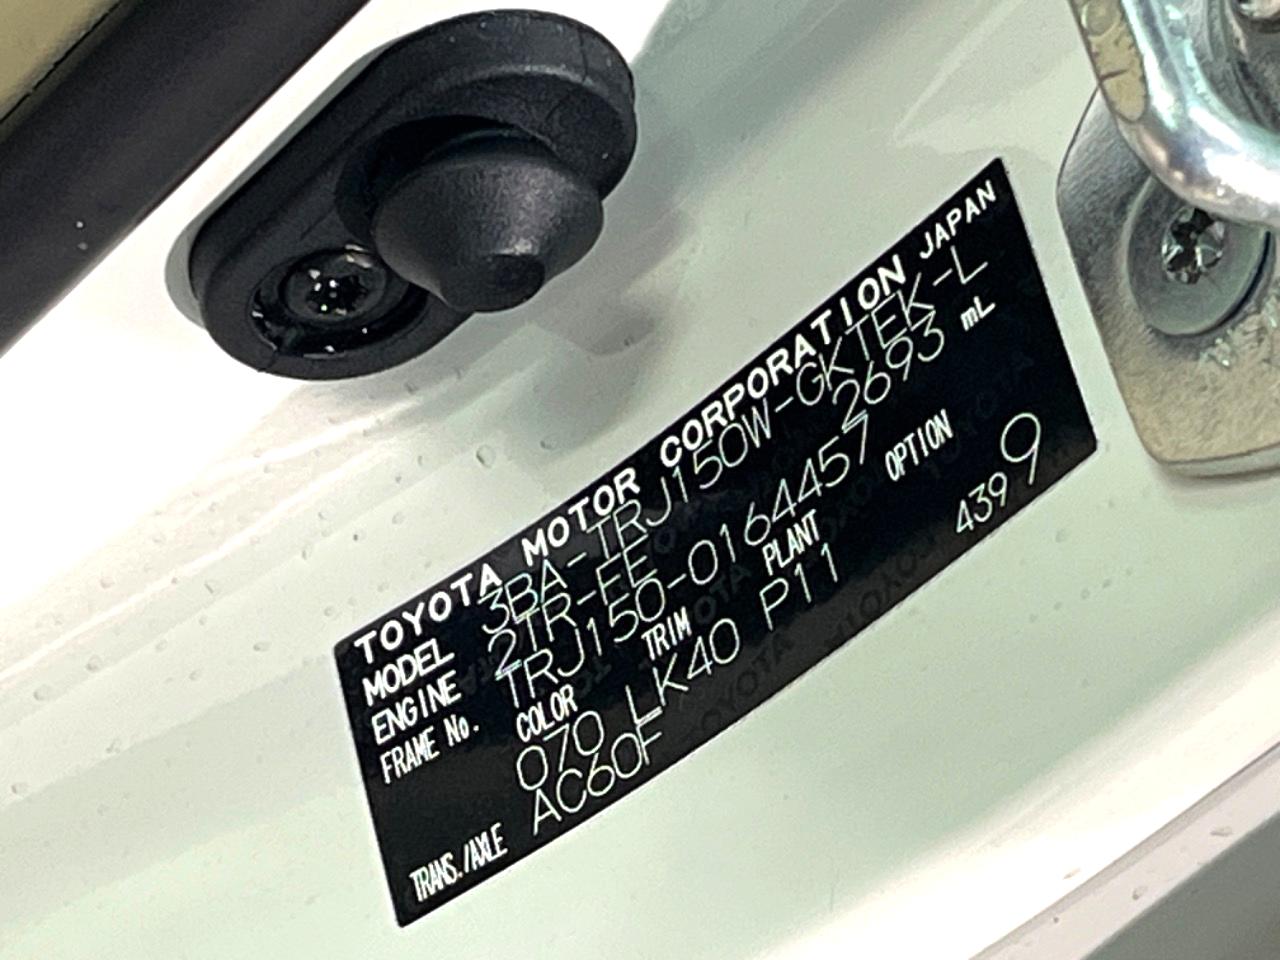 TOYOTA MOTOR CORPORATION JAPAN
MODEL 3BA-TRJ150W-GKTEK-L
ENGINE 2TR-FE 2693 mL
FRAME No. TRJ150-0164457
COLOR TRIM PLANT OPTION
070 LK40 P11 439 9
TRANS./AXLE AC60F